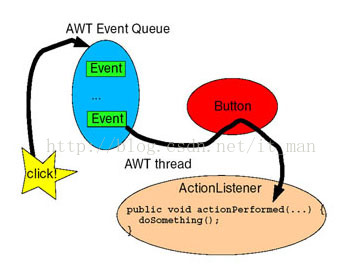 AWT Event Queue
Event
...
Event
Button
http://blog.csdn.net/it_man
click
AWT thread
ActionListener
public void actionPerformed(...) {
doSomething();
}